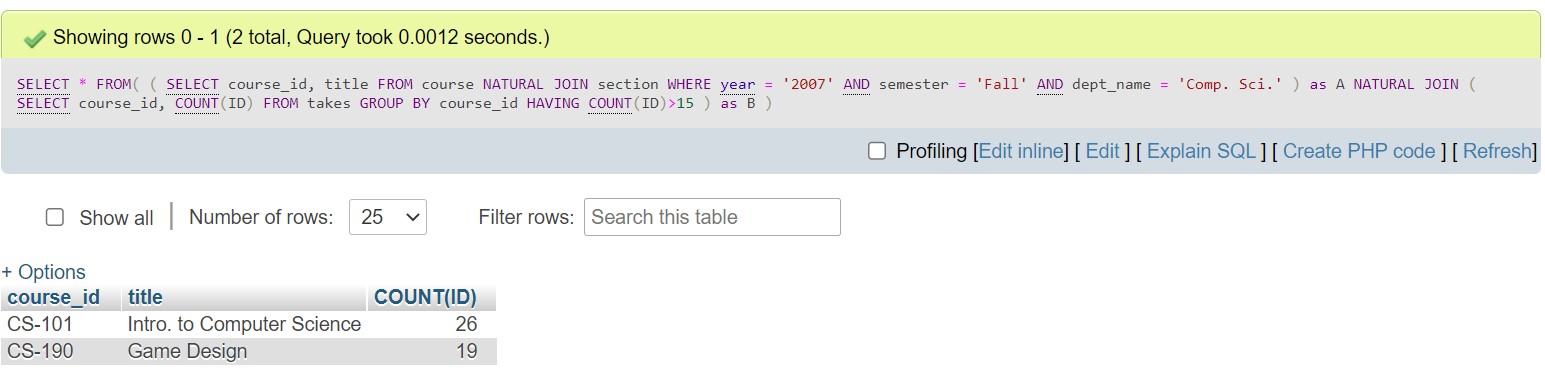 Showing rows 0 - 1 (2 total, Query took 0.0012 seconds.)
SELECT * FROM( ( SELECT course_id, title FROM course NATURAL JOIN section WHERE year = '2007' AND semester = 'Fall' AND dept_name = 'Comp. Sci.' ) as A NATURAL JOIN (
SELECT course_id, COUNT(ID) FROM takes GROUP BY course_id HAVING COUNT(ID)>15 ) as B )
Profiling [Edit inline] [ Edit ] [ Explain SQL ] [ Create PHP code ] [ Refresh]
Show all | Number of rows: 25 Filter rows: Search this table
+ Options
course_id title COUNT(ID)
CS-101 Intro. to Computer Science 26
CS-190 Game Design 19